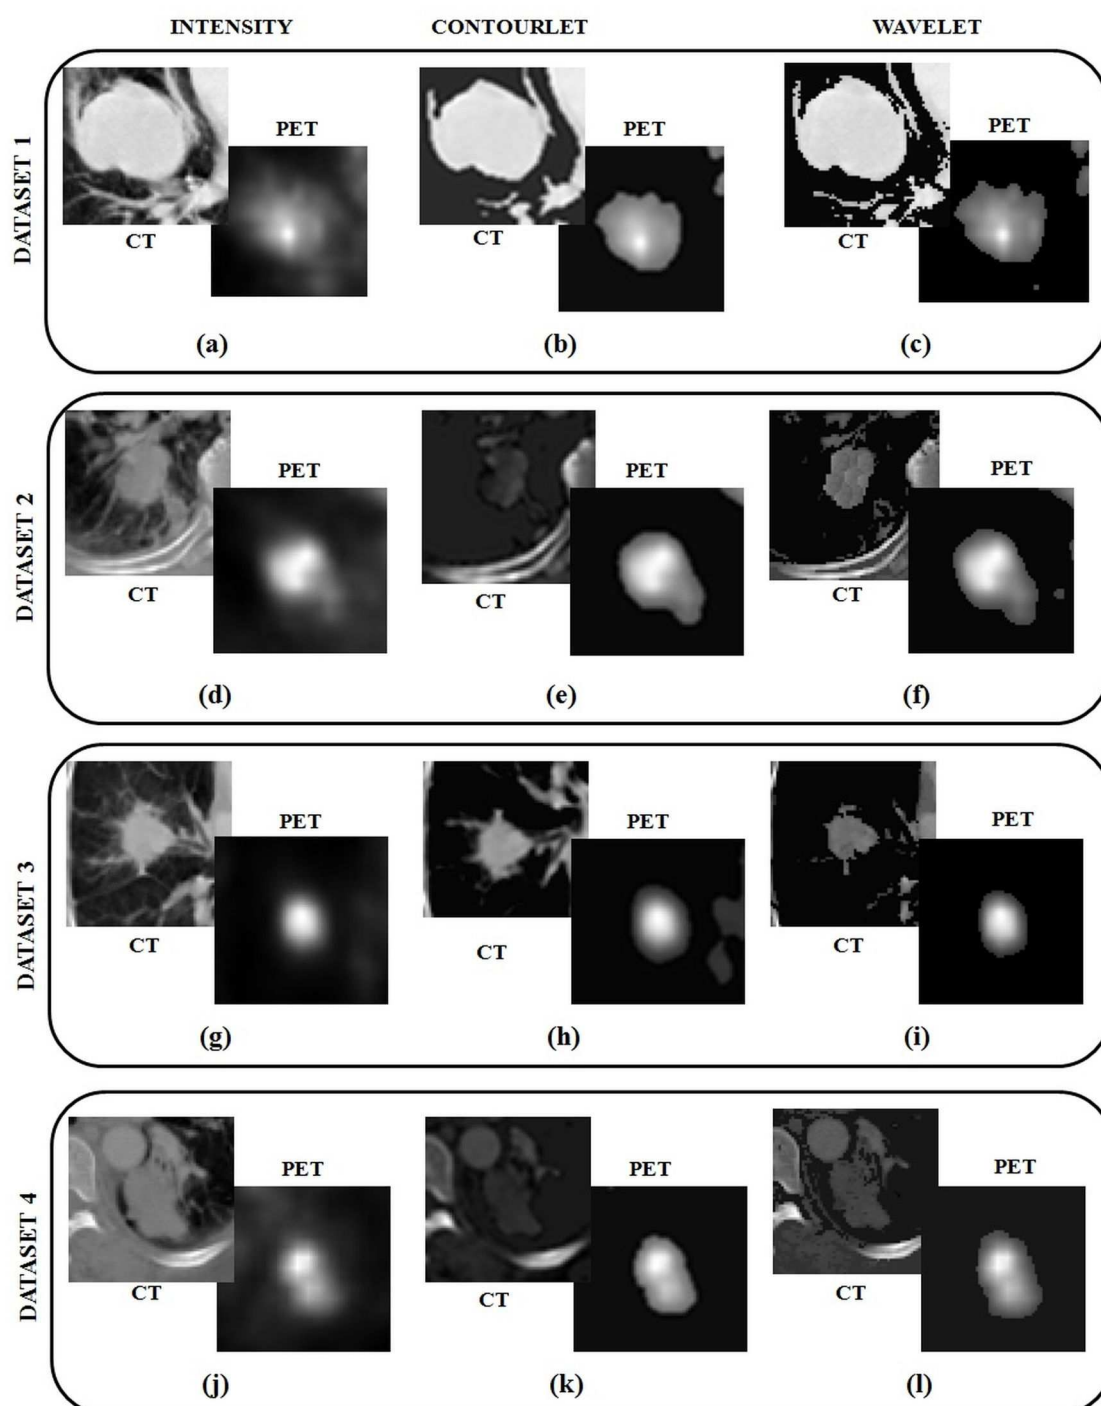 INTENSITY CONTOURLET WAVELET
DATASET 1
PET PET PET
CT CT CT
(a) (b) (c)
DATASET 2
PET PET PET
CT CT CT
(d) (e) (f)
DATASET 3
PET PET PET
CT CT CT
(g) (h) (i)
DATASET 4
PET PET PET
CT CT CT
(j) (k) (l)